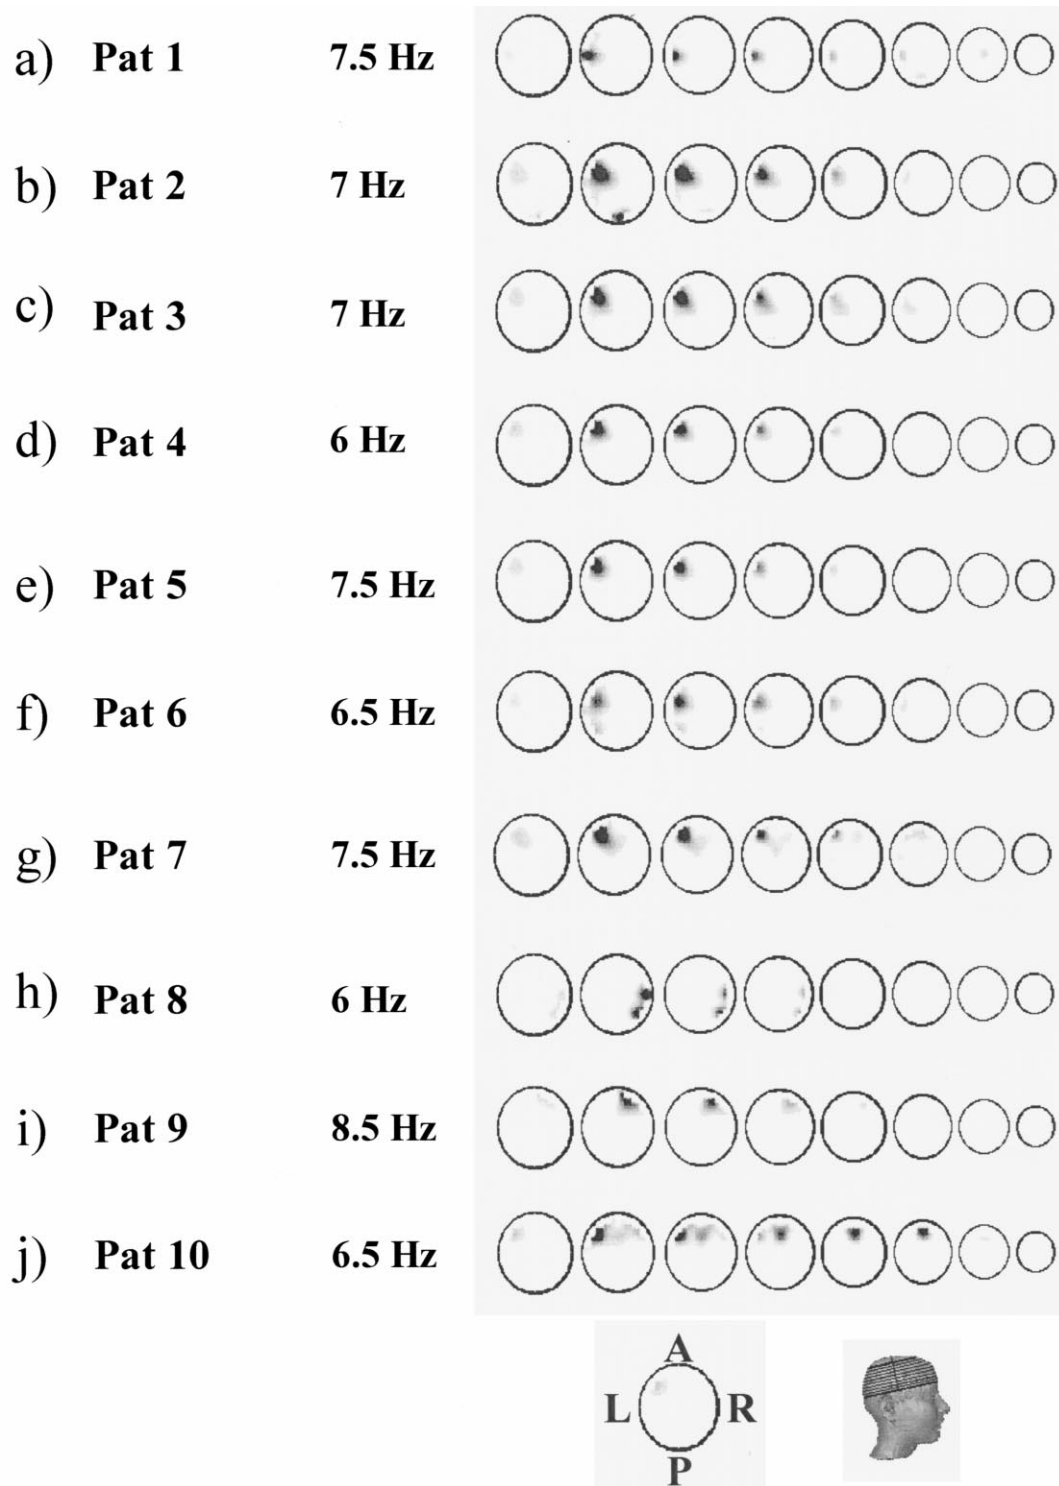 a) Pat 1 7.5 Hz
b) Pat 2 7 Hz
c) Pat 3 7 Hz
d) Pat 4 6 Hz
e) Pat 5 7.5 Hz
f) Pat 6 6.5 Hz
g) Pat 7 7.5 Hz
h) Pat 8 6 Hz
i) Pat 9 8.5 Hz
j) Pat 10 6.5 Hz
A
L R
P